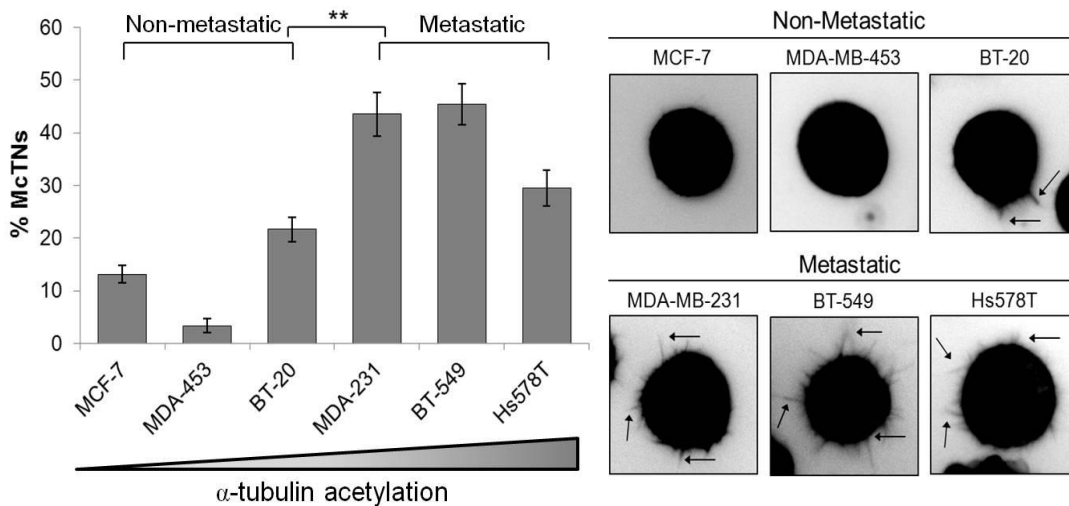 Non-metastatic
**
Metastatic
60
50
40
30
20
10
0
% McTNs
MCF-7
MDA-453
BT-20
MDA-231
BT-549
Hs578T
α-tubulin acetylation
Non-Metastatic
MCF-7
MDA-MB-453
BT-20
Metastatic
MDA-MB-231
BT-549
Hs578T